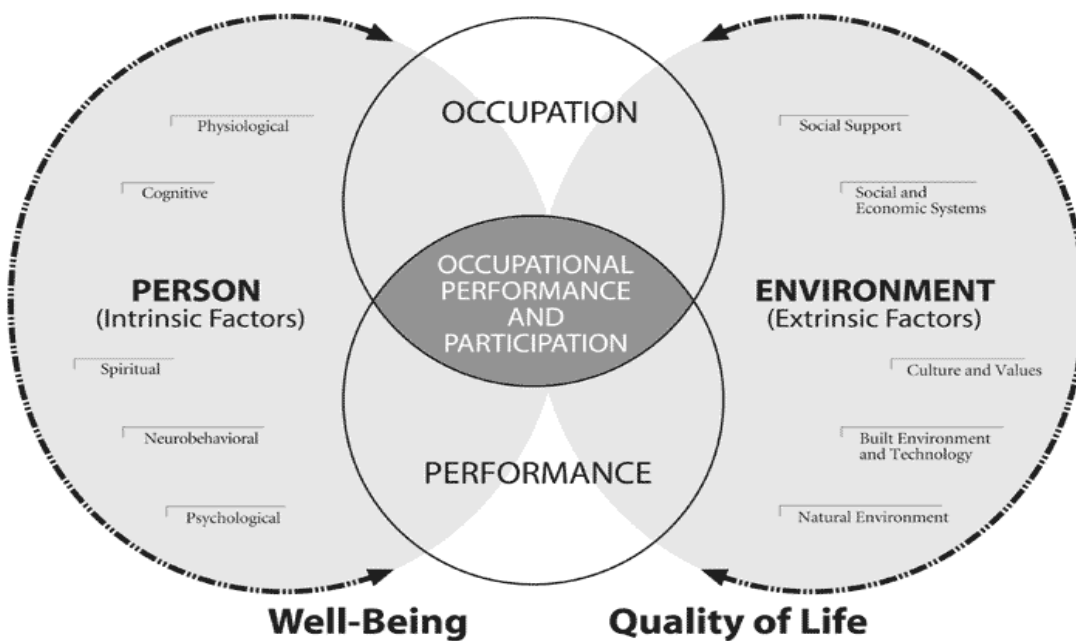 OCCUPATION
Physiological
Cognitive
PERSON
(Intrinsic Factors)
Spiritual
Neurobehavioral
Psychological
OCCUPATIONAL
PERFORMANCE
AND
PARTICIPATION
PERFORMANCE
Social Support
Social and
Economic Systems
ENVIRONMENT
(Extrinsic Factors)
Culture and Values
Built Environment
and Technology
Natural Environment
Well-Being
Quality of Life